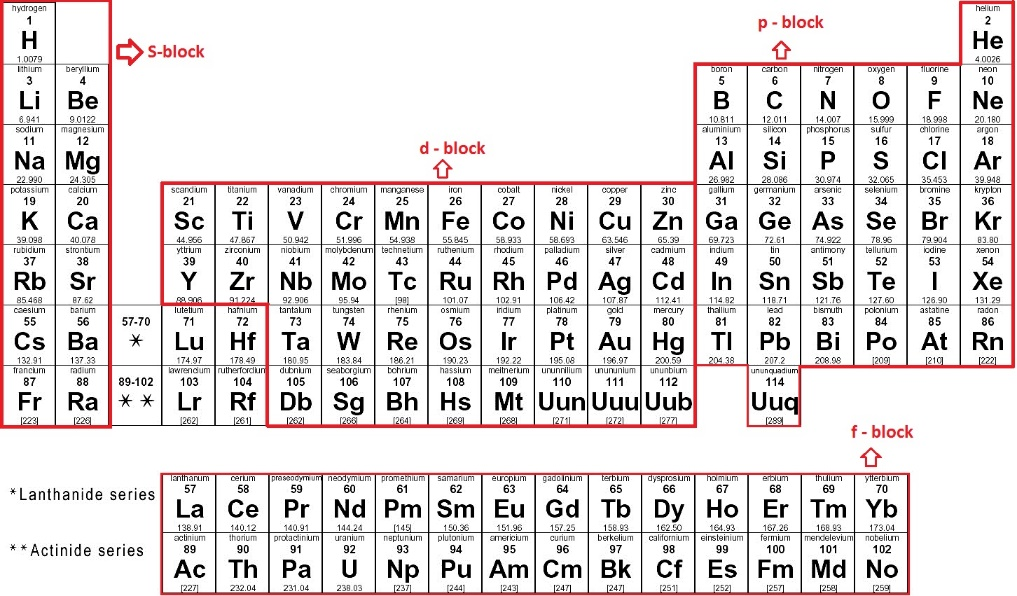 hydrogen helium
1 2
H He
1.0079 4.0026
S-block
p - block
lithium beryllium boron carbon nitrogen oxygen fluorine neon
3 4 5 6 7 8 9 10
Li Be B C N O F Ne
6.941 9.0122 10.811 12.011 14.007 15.999 18.998 20.180
sodium magnesium aluminium silicon phosphorus sulfur chlorine argon
11 12 13 14 15 16 17 18
Na Mg Al Si P S Cl Ar
22.990 24.305 26.982 28.086 30.974 32.065 35.453 39.948
d - block
potassium calcium scandium titanium vanadium chromium manganese iron cobalt nickel copper zinc gallium germanium arsenic selenium bromine krypton
19 20 21 22 23 24 25 26 27 28 29 30 31 32 33 34 35 36
K Ca Sc Ti V Cr Mn Fe Co Ni Cu Zn Ga Ge As Se Br Kr
39.098 40.078 44.956 47.867 50.942 51.996 54.938 55.845 58.933 58.693 63.546 65.39 69.723 72.61 74.922 78.96 79.904 83.80
rubidium strontium yttrium zirconium niobium molybdenum technetium ruthenium rhodium palladium silver cadmium indium tin antimony tellurium iodine xenon
37 38 39 40 41 42 43 44 45 46 47 48 49 50 51 52 53 54
Rb Sr Y Zr Nb Mo Tc Ru Rh Pd Ag Cd In Sn Sb Te I Xe
85.468 87.62 88.906 91.224 92.906 95.94 [98] 101.07 102.91 106.42 107.87 112.41 114.82 118.71 121.76 127.60 126.90 131.29
caesium barium lutetium hafnium tantalum tungsten rhenium osmium iridium platinum gold mercury thallium lead bismuth polonium astatine radon
55 56 57-70 71 72 73 74 75 76 77 78 79 80 81 82 83 84 85 86
Cs Ba * Lu Hf Ta W Re Os Ir Pt Au Hg Tl Pb Bi Po At Rn
132.91 137.33 174.97 178.49 180.95 183.84 186.21 190.23 192.22 195.08 196.97 200.59 204.38 207.2 208.98 [209] [210] [222]
francium radium lawrencium rutherfordium dubnium seaborgium bohrium hassium meitnerium ununnilium unununium ununbium ununquadium
87 88 89-102 103 104 105 106 107 108 109 110 111 112 114
Fr Ra * * Lr Rf Db Sg Bh Hs Mt Uun Uuu Uub Uuq
[223] [226] [262] [261] [262] [266] [264] [269] [268] [271] [272] [277] [289]
f - block
*Lanthanide series
lanthanum cerium praseodymium neodymium promethium samarium europium gadolinium terbium dysprosium holmium erbium thulium ytterbium
57 58 59 60 61 62 63 64 65 66 67 68 69 70
La Ce Pr Nd Pm Sm Eu Gd Tb Dy Ho Er Tm Yb
138.91 140.12 140.91 144.24 [145] 150.36 151.96 157.25 158.93 162.50 164.93 167.26 168.93 173.04
**Actinide series
actinium thorium protactinium uranium neptunium plutonium americium curium berkelium californium einsteinium fermium mendelevium nobelium
89 90 91 92 93 94 95 96 97 98 99 100 101 102
Ac Th Pa U Np Pu Am Cm Bk Cf Es Fm Md No
[227] 232.04 231.04 238.03 [237] [244] [243] [247] [247] [251] [252] [257] [258] [259]